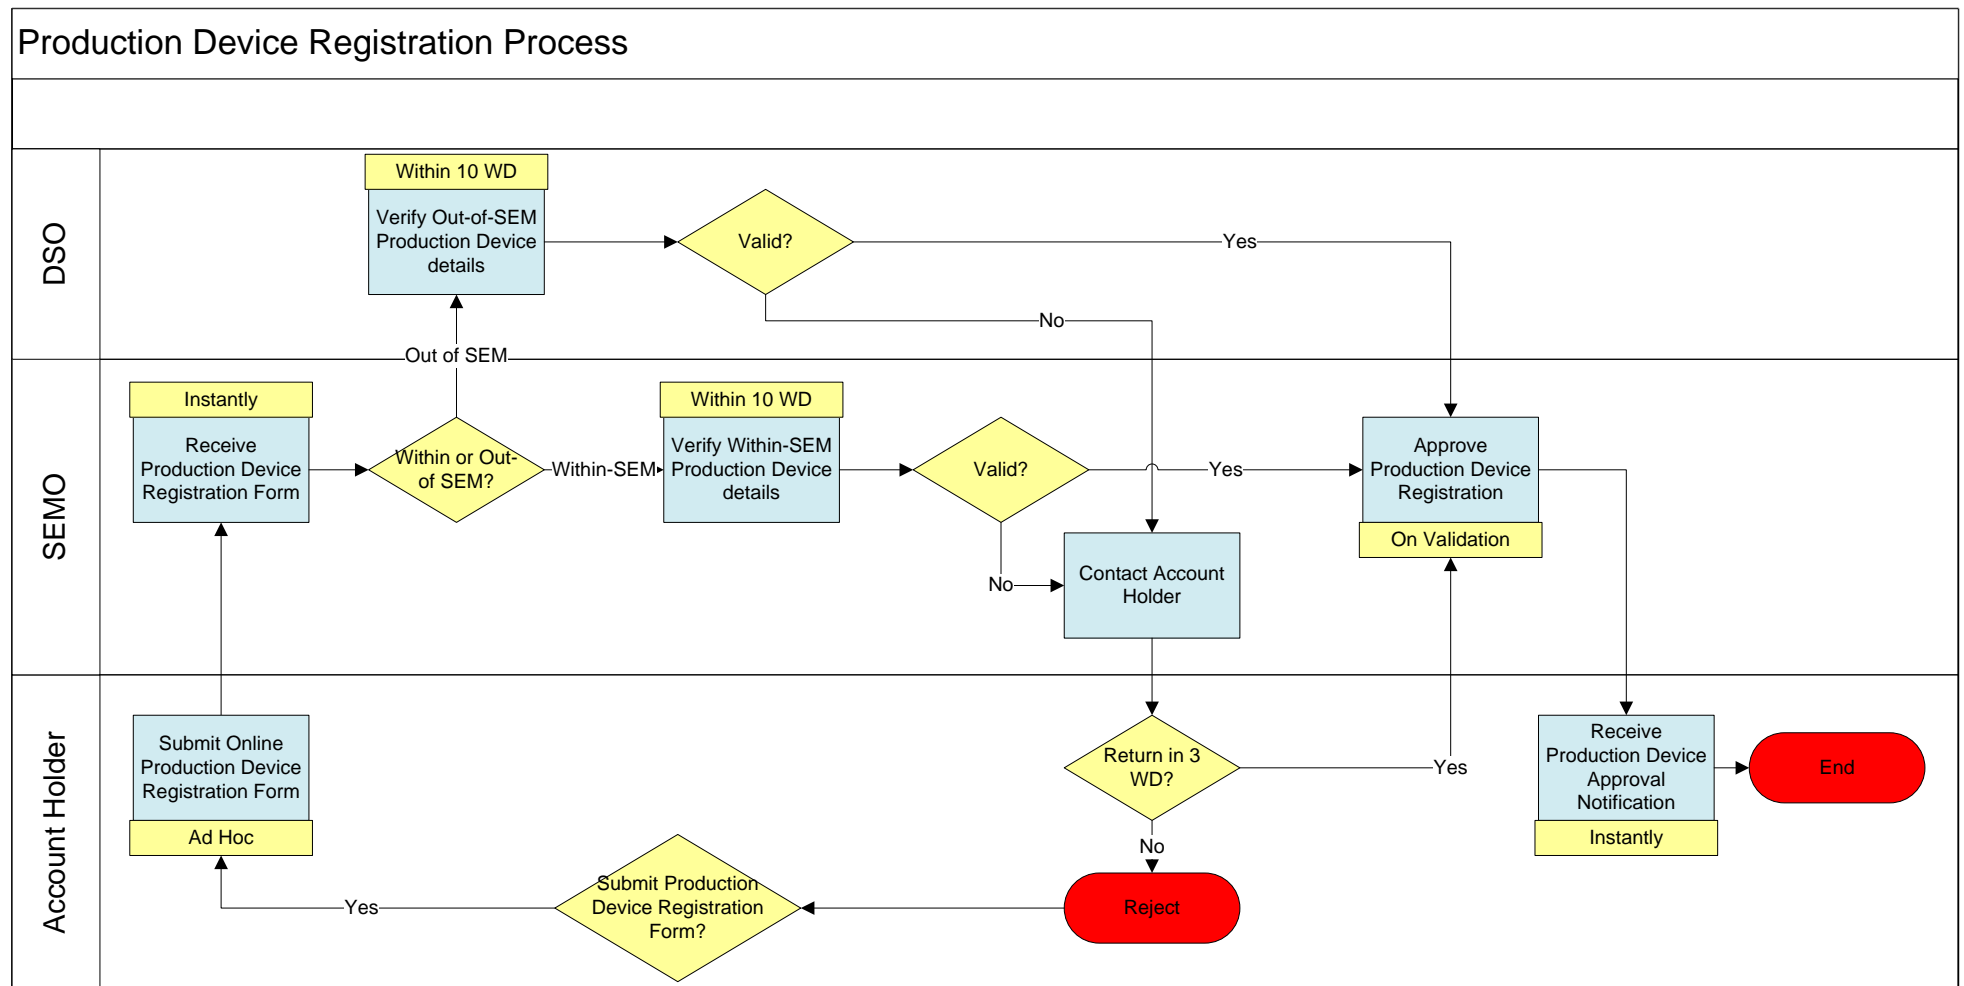 Production Device Registration Process
DSO
Within 10 WD
Verify Out-of-SEM
Production Device
details
Valid?
Yes
No
Out of SEM
SEMO
Instantly
Receive
Production Device
Registration Form
Within or Out-
of SEM?
Within-SEM
Within 10 WD
Verify Within-SEM
Production Device
details
Valid?
Yes
No
Contact Account
Holder
Approve
Production Device
Registration
On Validation
Account Holder
Submit Online
Production Device
Registration Form
Ad Hoc
Yes
Submit Production
Device Registration
Form?
Return in 3
WD?
Yes
No
Reject
Receive
Production Device
Approval
Notification
Instantly
End